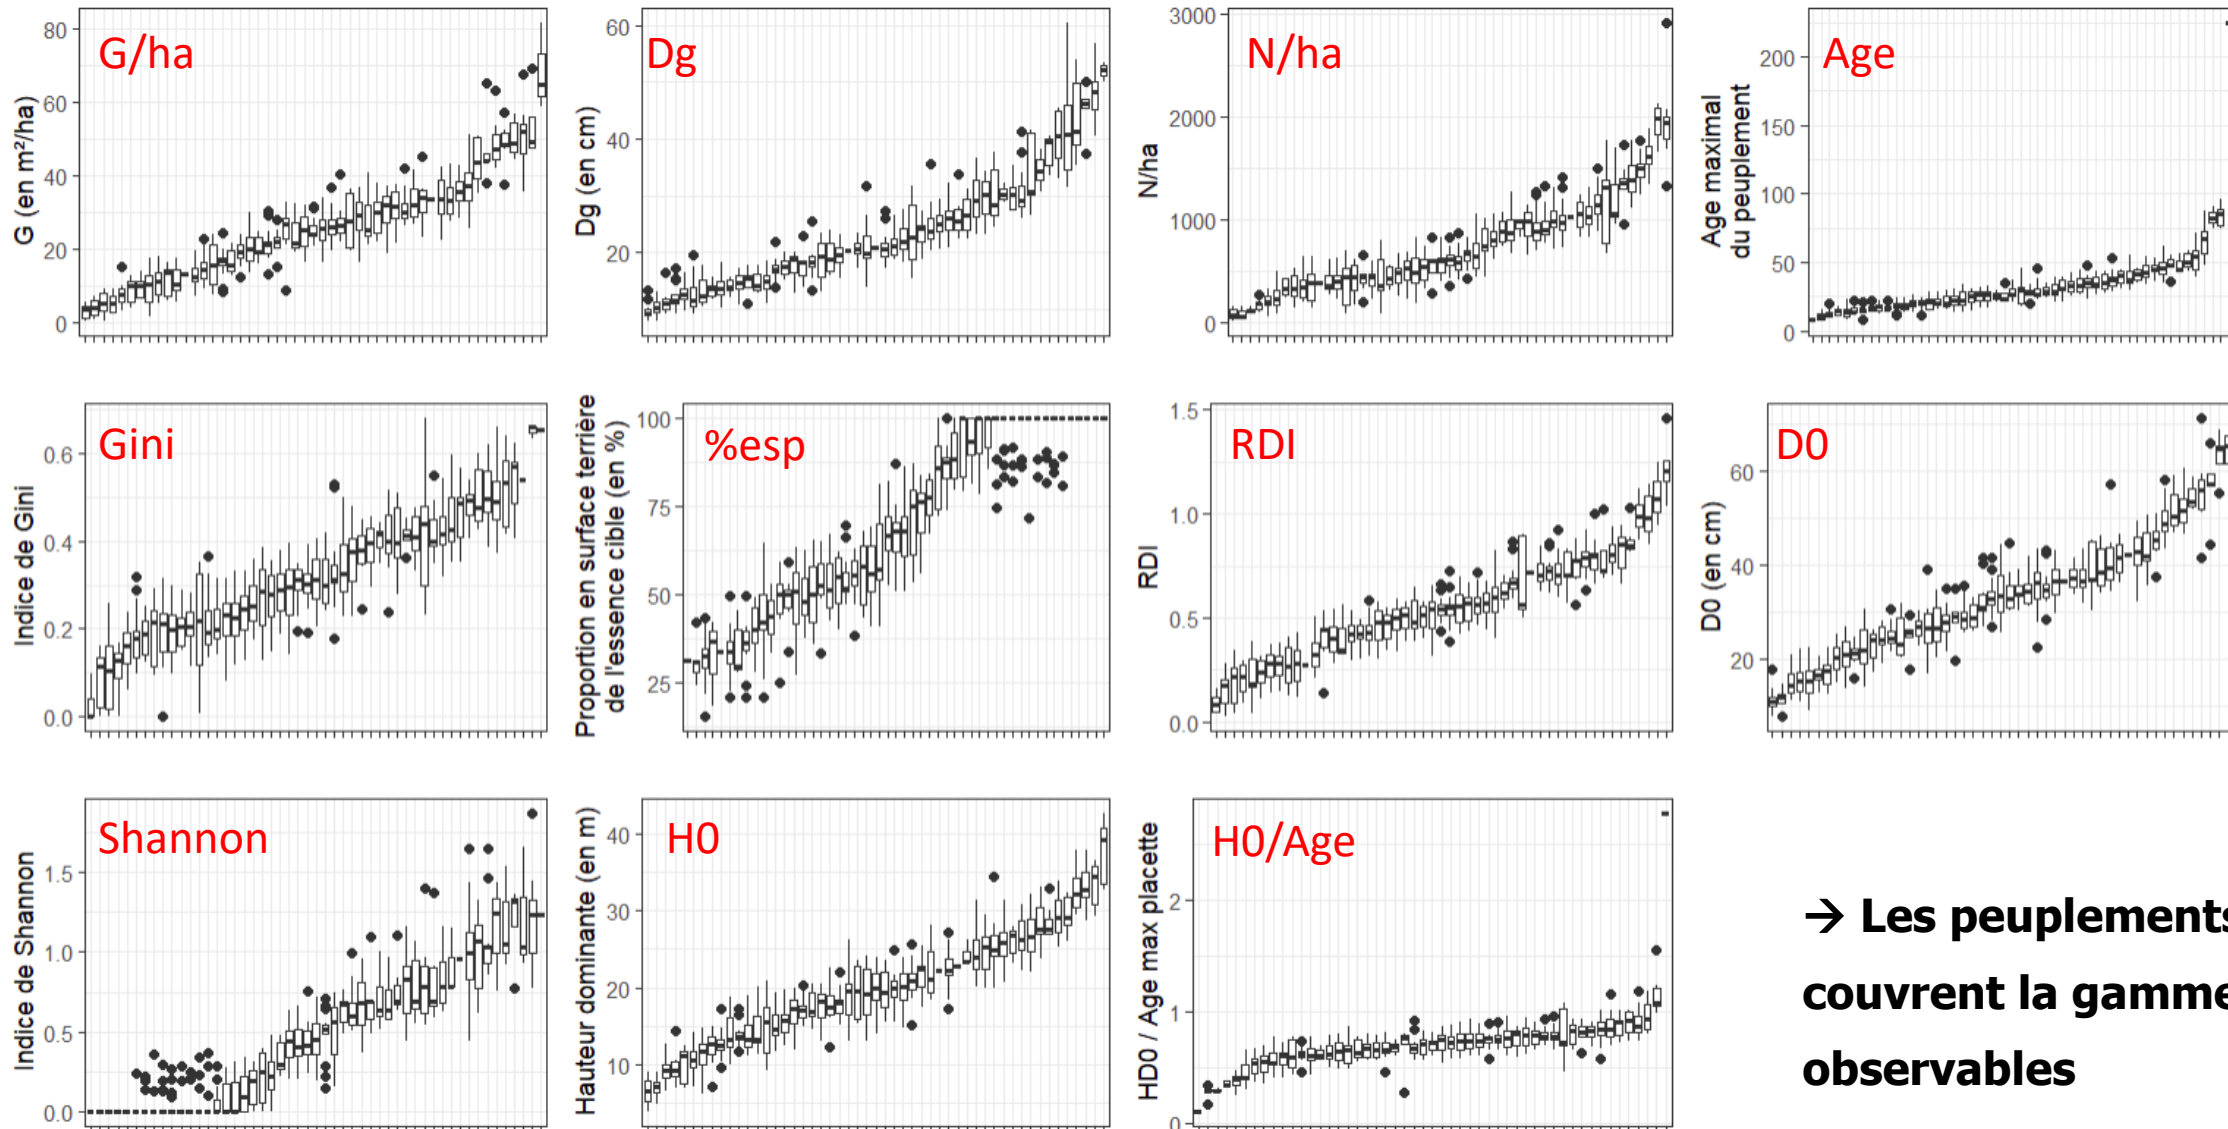 G/ha
G (en m²/ha)
80
60
40
20
0
Dg
Dg (en cm)
60
40
20
N/ha
N/ha
3000
2000
1000
0
Age
Age maximal
du peuplement
200
150
100
50
0
Gini
Indice de Gini
0.6
0.4
0.2
0.0
%esp
Proportion en surface terrière
de l'essence cible (en %)
100
75
50
25
RDI
RDI
1.5
1.0
0.5
0.0
D0
D0 (en cm)
60
40
20
Shannon
Indice de Shannon
1.5
1.0
0.5
0.0
H0
Hauteur dominante (en m)
40
30
20
10
H0/Age
HD0 / Age max placette
2
1
0
→ Les peuplements
couvrent la gamme
observables